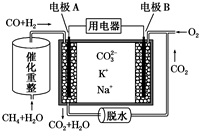 电极A 电极B
CO+H₂
用电器
O₂
催化重整
CO₃²⁻
K⁺
Na⁺
CO₂
脱水
CH₄+H₂O
CO₂+H₂O